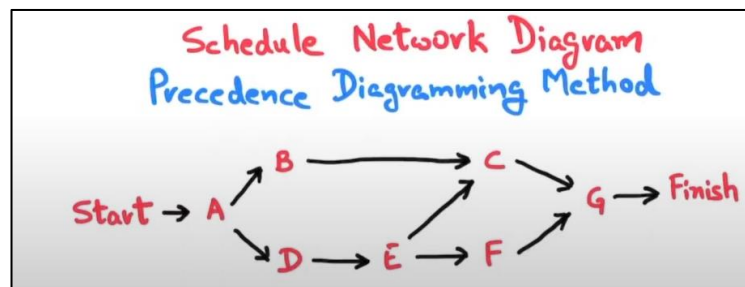 Schedule Network Diagram
Precedence Diagramming Method
B C
Start A G Finish
D E F